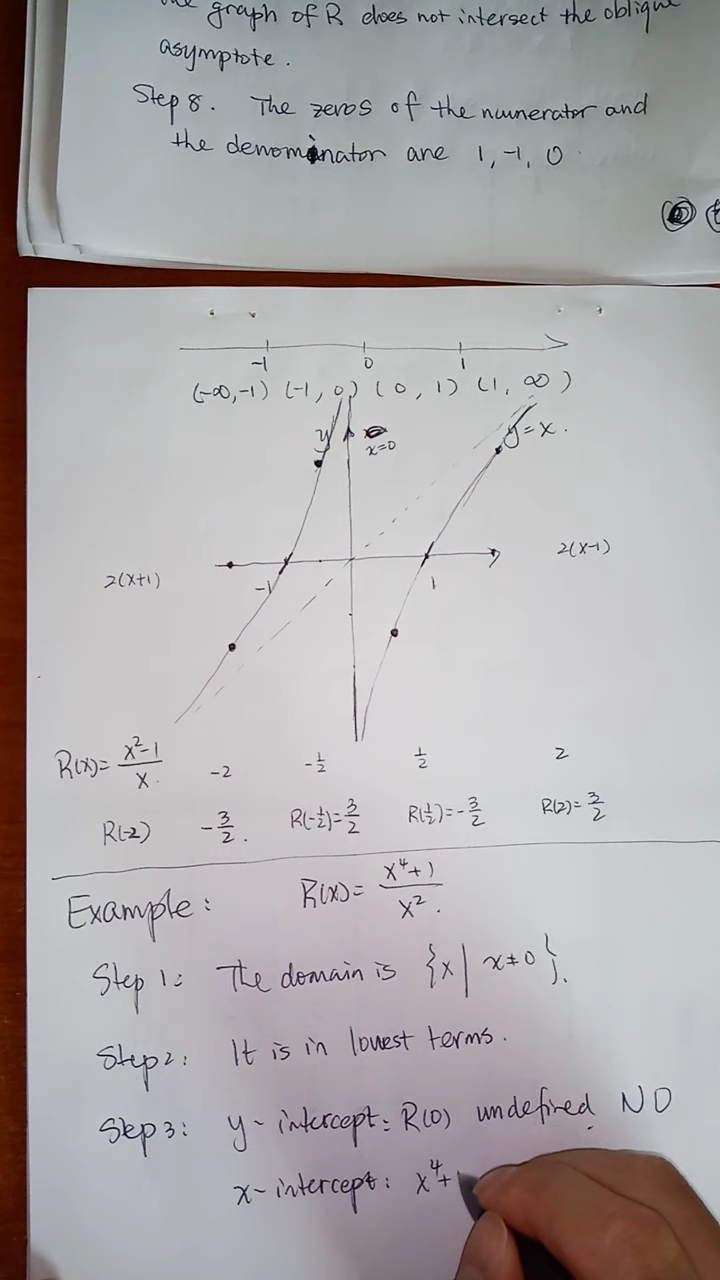 graph of R does not intersect the oblique
asymptote.
Step 8. The zeros of the numerator and
the denominator are 1, -1, 0.
-1 0 1
(-∞,-1) (-1, 0) (0, 1) (1, ∞)
y x=0 y=x.
2(x+1) -1 1 2(x-1)
R(x)= x²-1/x. -2 -1/2 1/2 2
R(-2) -3/2. R(-1/2)=3/2 R(1/2)=-3/2 R(2)=3/2
Example: R(x)= x⁴+1/x².
Step 1: The domain is {x| x≠0}.
Step 2: It is in lowest terms.
Step 3: y-intercept: R(0) undefined. NO
x-intercept: x⁴+